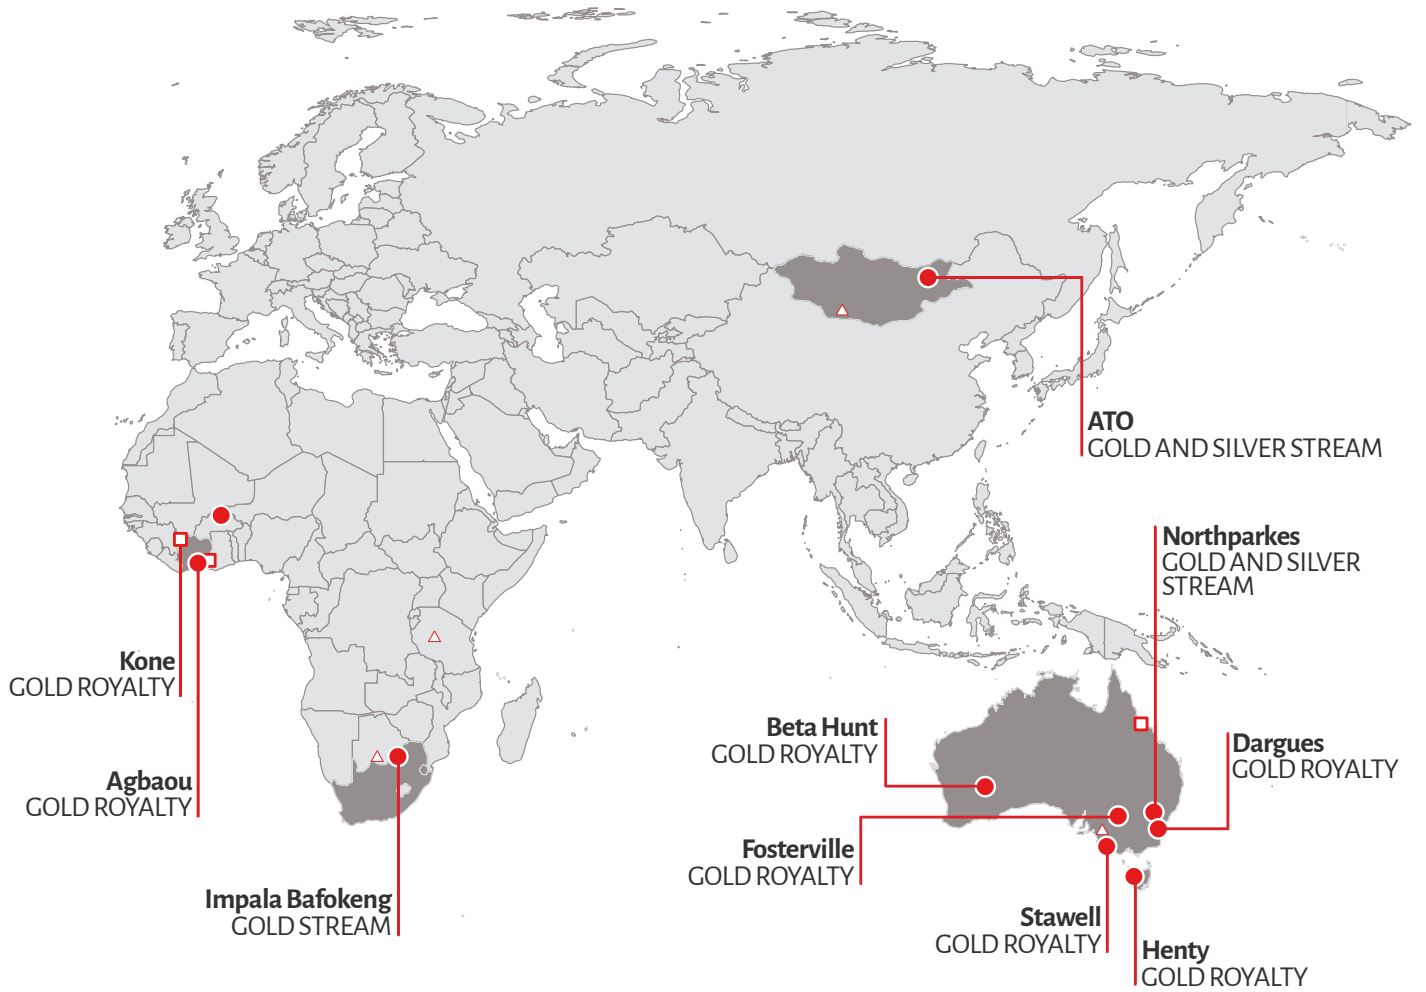 ATO
GOLD AND SILVER STREAM
Northparkes
GOLD AND SILVER
STREAM
Kone
GOLD ROYALTY
Beta Hunt
GOLD ROYALTY
Dargues
GOLD ROYALTY
Agbaou
GOLD ROYALTY
Fosterville
GOLD ROYALTY
Impala Bafokeng
GOLD STREAM
Stawell
GOLD ROYALTY
Henty
GOLD ROYALTY